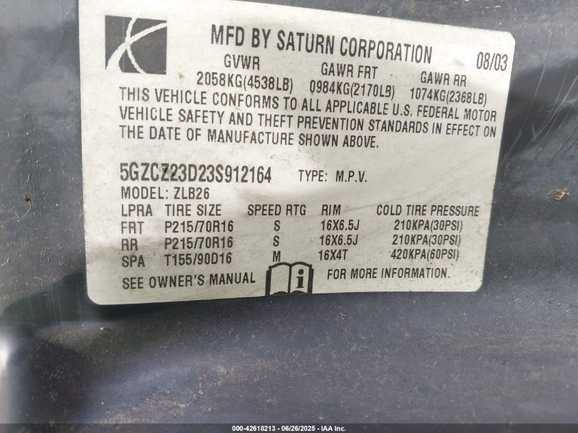 MFD BY SATURN CORPORATION 08/03
GVWR GAWR FRT GAWR RR
2058KG(4538LB) 0984KG(2170LB) 1074KG(2368LB)
THIS VEHICLE CONFORMS TO ALL APPLICABLE U.S. FEDERAL MOTOR
VEHICLE SAFETY AND THEFT PREVENTION STANDARDS IN EFFECT ON
THE DATE OF MANUFACTURE SHOWN ABOVE.
5GZCZ23D23S912164 TYPE: M.P.V.
MODEL: ZLB26
LPRA TIRE SIZE SPEED RTG RIM COLD TIRE PRESSURE
FRT P215/70R16 S 16X6.5J 210KPA(30PSI)
RR P215/70R16 S 16X6.5J 210KPA(30PSI)
SPA T155/90D16 M 16X4T 420KPA(60PSI)
SEE OWNER'S MANUAL i FOR MORE INFORMATION.
000-42618213 - 06/26/2025 - IAA Inc.